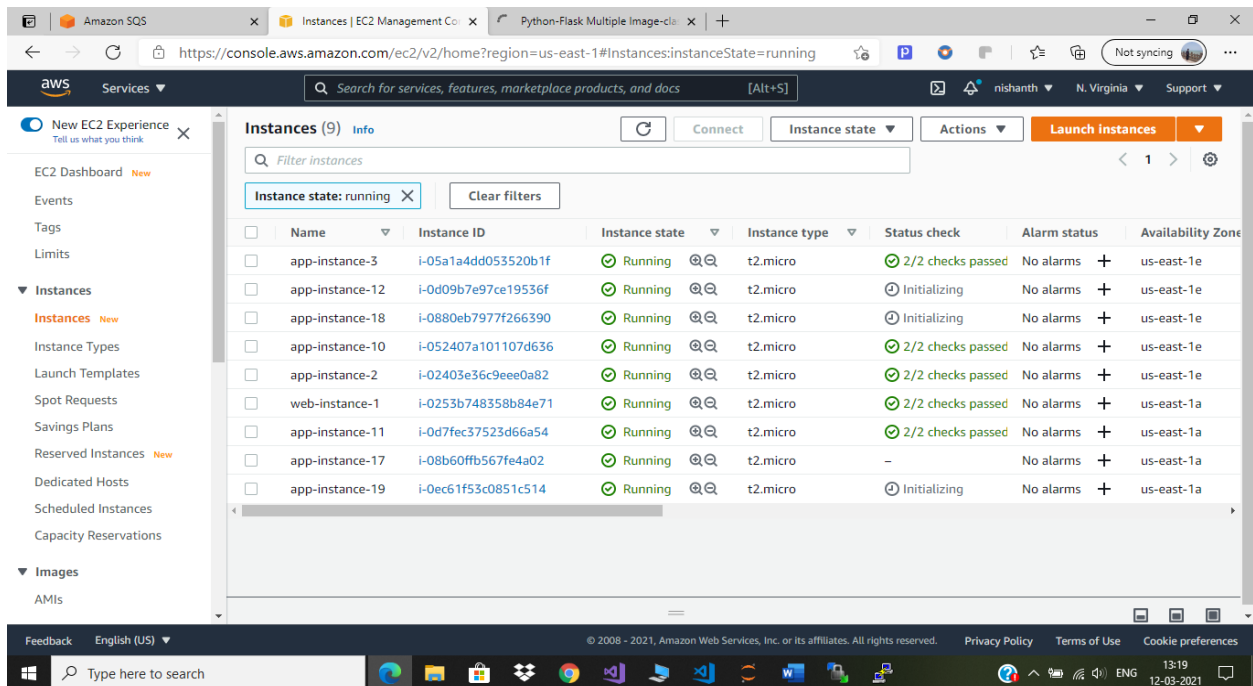 Amazon SQS
Instances | EC2 Management Co
Python-Flask Multiple Image-cla
https://console.aws.amazon.com/ec2/v2/home?region=us-east-1#Instances:instanceState=running
Not syncing
aws Services Search for services, features, marketplace products, and docs [Alt+S] nishanth N. Virginia Support
New EC2 Experience
Tell us what you think
EC2 Dashboard New
Events
Tags
Limits
Instances
Instances New
Instance Types
Launch Templates
Spot Requests
Savings Plans
Reserved Instances New
Dedicated Hosts
Scheduled Instances
Capacity Reservations
Images
AMIs
Instances (9) Info Connect Instance state Actions Launch instances
Filter instances 1
Instance state: running Clear filters
Name Instance ID Instance state Instance type Status check Alarm status Availability Zone
app-instance-3 i-05a1a4dd053520b1f Running t2.micro 2/2 checks passed No alarms us-east-1e
app-instance-12 i-0d09b7e97ce19536f Running t2.micro Initializing No alarms us-east-1e
app-instance-18 i-0880eb7977f266390 Running t2.micro Initializing No alarms us-east-1e
app-instance-10 i-052407a101107d636 Running t2.micro 2/2 checks passed No alarms us-east-1e
app-instance-2 i-02403e36c9eee0a82 Running t2.micro 2/2 checks passed No alarms us-east-1e
web-instance-1 i-0253b748358b84e71 Running t2.micro 2/2 checks passed No alarms us-east-1a
app-instance-11 i-0d7fec37523d66a54 Running t2.micro 2/2 checks passed No alarms us-east-1a
app-instance-17 i-08b60ffb567fe4a02 Running t2.micro – No alarms us-east-1a
app-instance-19 i-0ec61f53c0851c514 Running t2.micro Initializing No alarms us-east-1a
Feedback English (US) © 2008 - 2021, Amazon Web Services, Inc. or its affiliates. All rights reserved. Privacy Policy Terms of Use Cookie preferences
Type here to search
ENG
13:19
12-03-2021